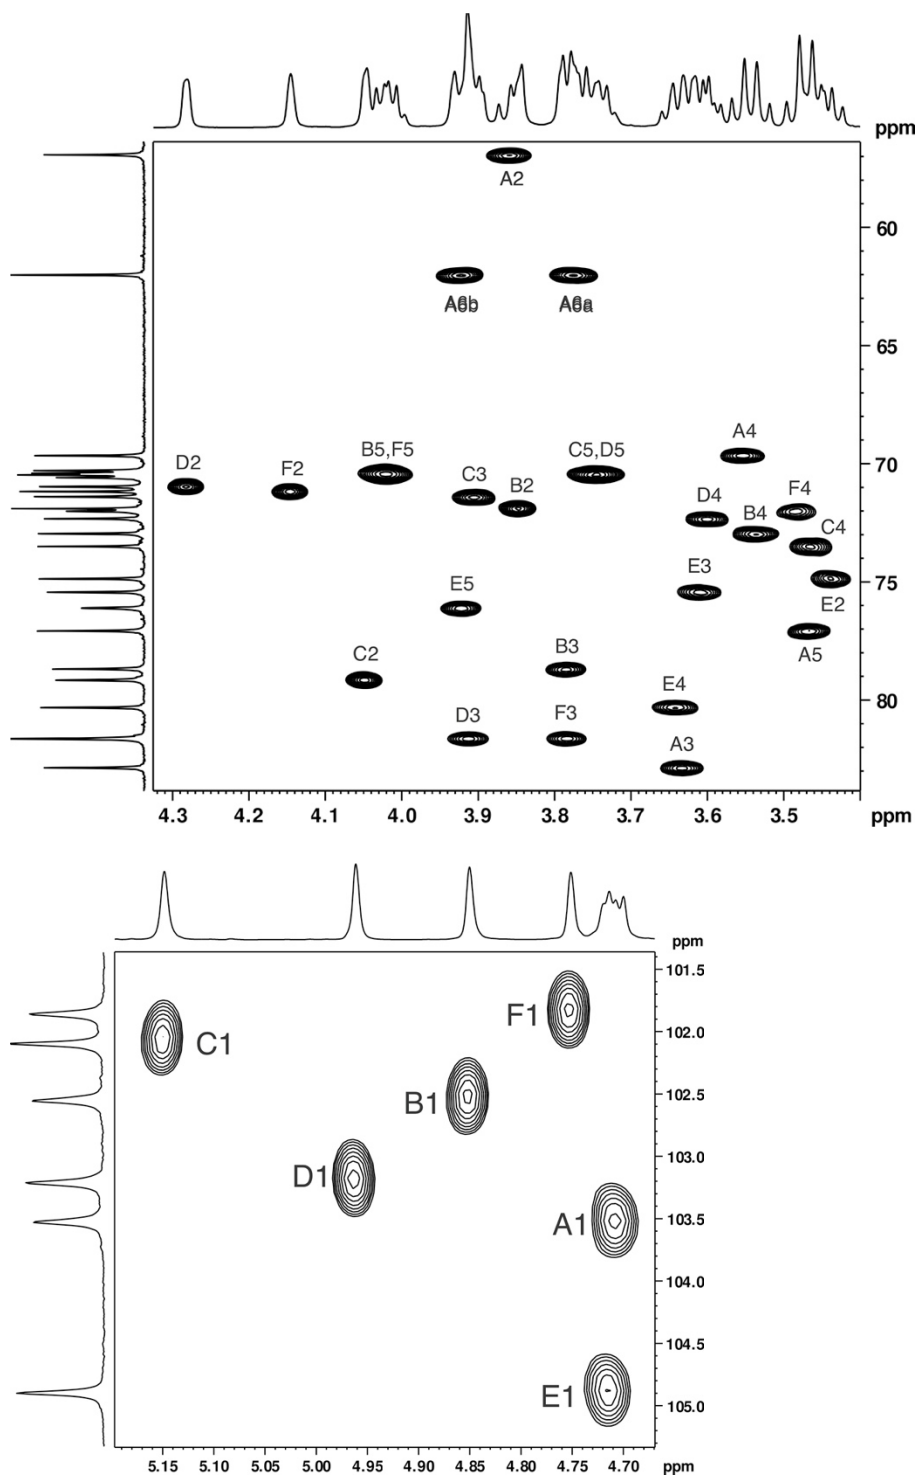 ppm
A2
60
A6b A6a
65
A4
70
D2 F2 B5,F5 C3 B2 C5,D5 D4 B4 F4 C4
E3
75
E5 E2
A5
C2 B3
80
E4
D3 F3 A3
4.3 4.2 4.1 4.0 3.9 3.8 3.7 3.6 3.5 ppm
ppm
101.5
F1
102.0
C1
102.5
B1
103.0
D1
A1
103.5
104.0
104.5
E1
105.0
5.15 5.10 5.05 5.00 4.95 4.90 4.85 4.80 4.75 4.70 ppm